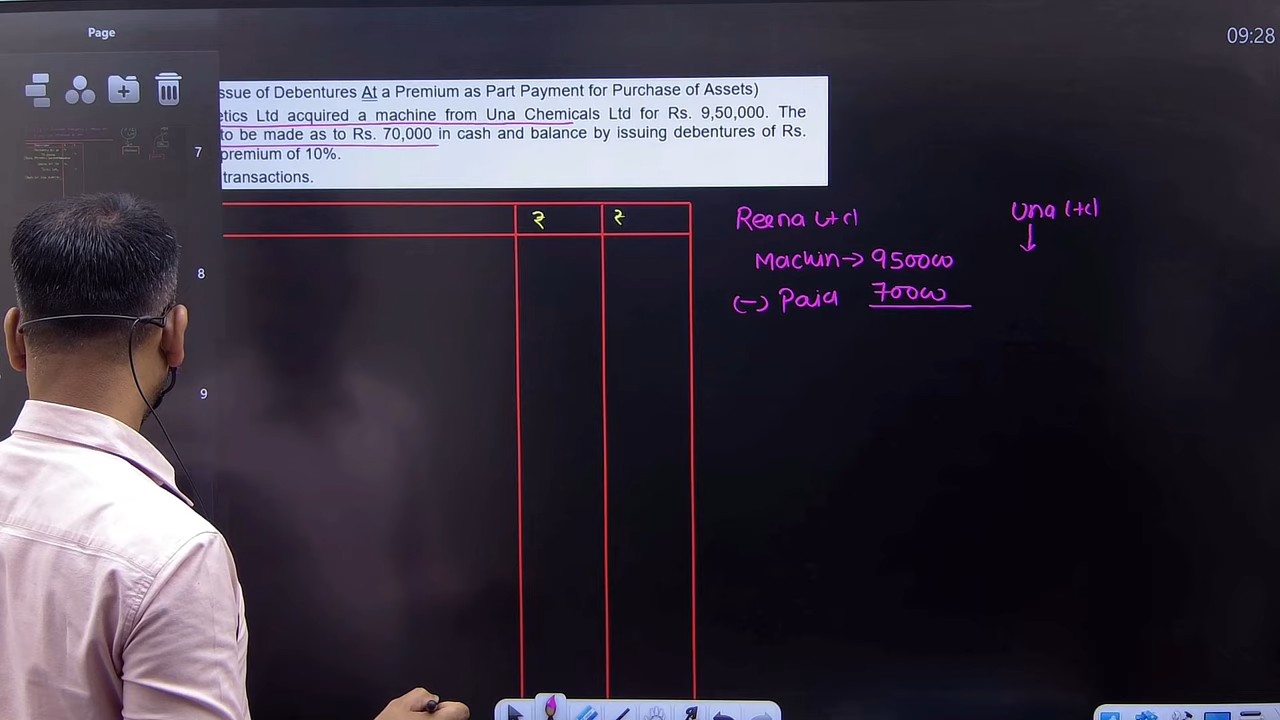 Page
09:28
ssue of Debentures At a Premium as Part Payment for Purchase of Assets)
etics Ltd acquired a machine from Una Chemicals Ltd for Rs. 9,50,000. The
to be made as to Rs. 70,000 in cash and balance by issuing debentures of Rs.
premium of 10%.
transactions.
7
8
9
₹ ₹
Reena Ltd
Machin → 950000
(-) Paid 70000
Una Ltd
↓